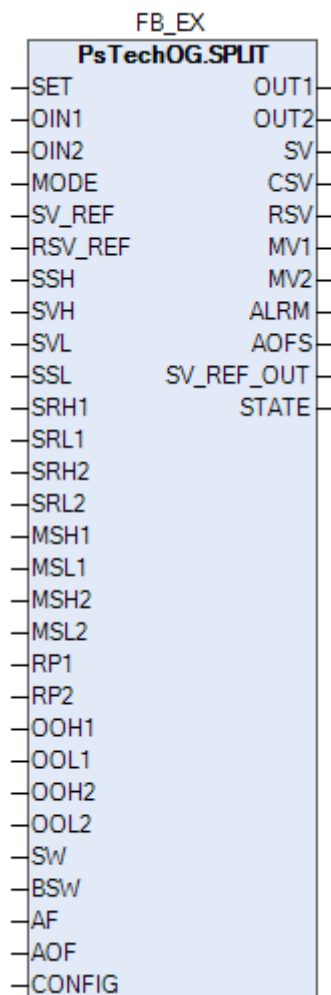 FB_EX
PsTechOG.SPLIT
SET OUT1
OIN1 OUT2
OIN2 SV
MODE CSV
SV_REF RSV
RSV_REF MV1
SSH MV2
SVH ALRM
SVL AOFS
SSL SV_REF_OUT
SRH1 STATE
SRL1
SRH2
SRL2
MSH1
MSL1
MSH2
MSL2
RP1
RP2
OOH1
OOL1
OOH2
OOL2
SW
BSW
AF
AOF
CONFIG